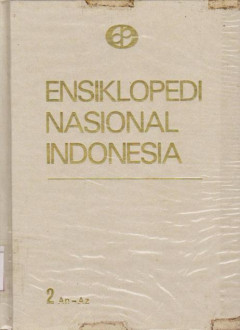 ENSIKLOPEDI
NASIONAL
INDONESIA
2 An-Az